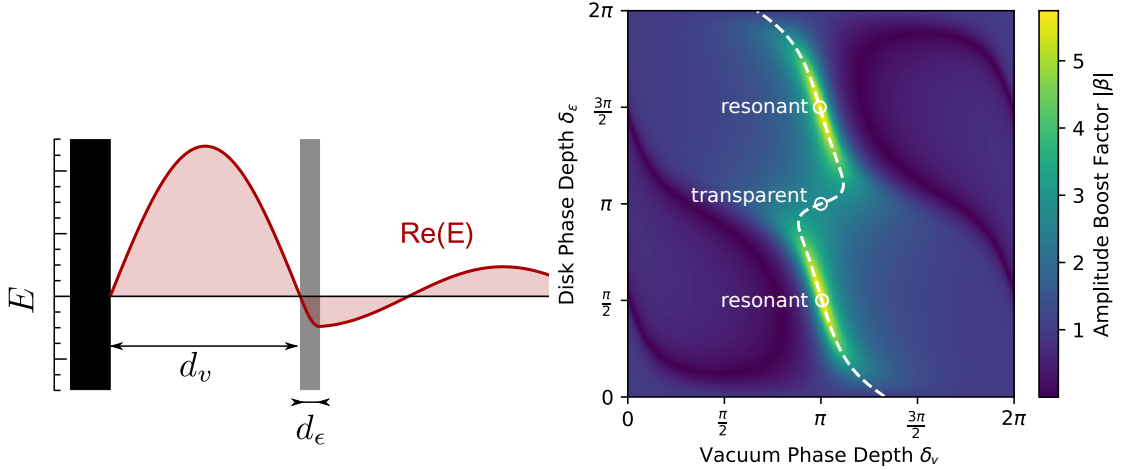 E
Re(E)
d_v
d_ϵ
2π
3π/2
π
π/2
0
Disk Phase Depth δ_ε
resonant
transparent
resonant
0
π/2
π
3π/2
2π
Vacuum Phase Depth δ_v
5
4
3
2
1
Amplitude Boost Factor |β|